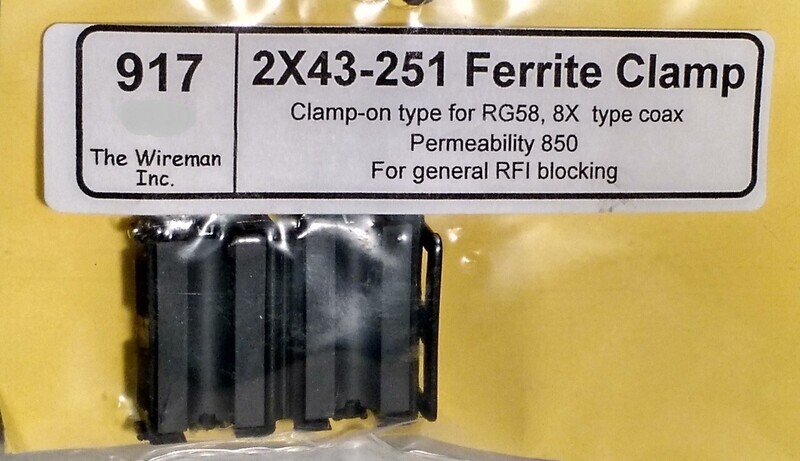 917
The Wireman
Inc.
2X43-251 Ferrite Clamp
Clamp-on type for RG58, 8X type coax
Permeability 850
For general RFI blocking